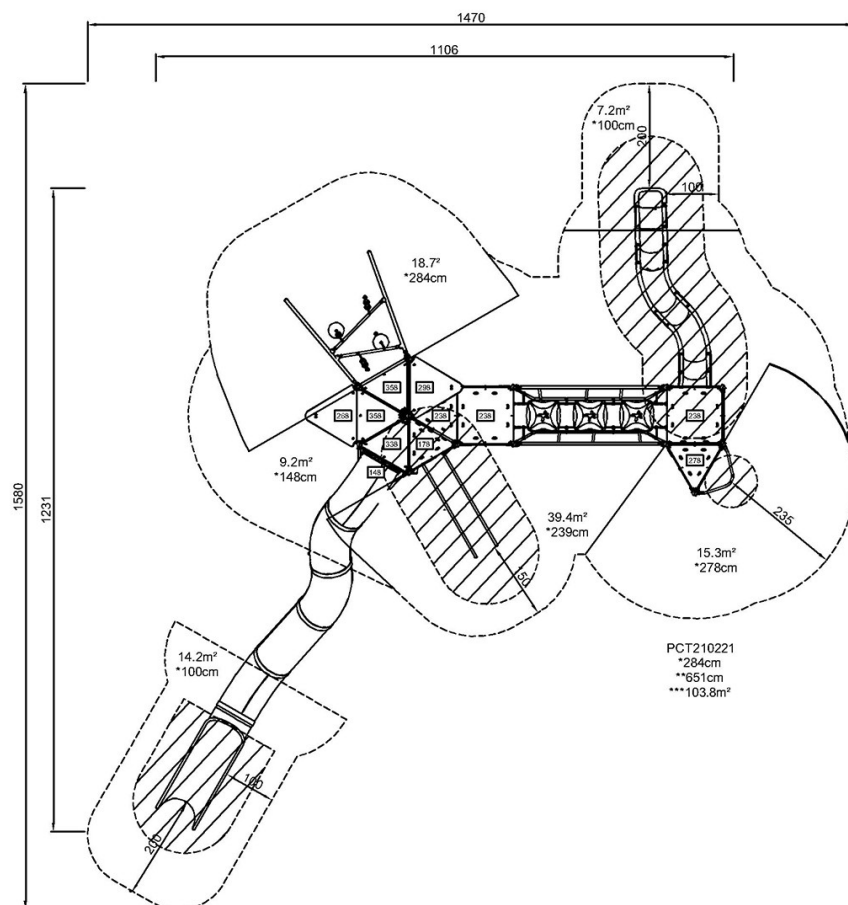 1470
1106
7.2m²
*100cm
200
100
18.7²
*284cm
358
298
268
358
238
238
238
338
178
278
148
9.2m²
*148cm
1580
1231
39.4m²
*239cm
235
15.3m²
*278cm
150
PCT210221
*284cm
**651cm
***103.8m²
14.2m²
*100cm
100
200